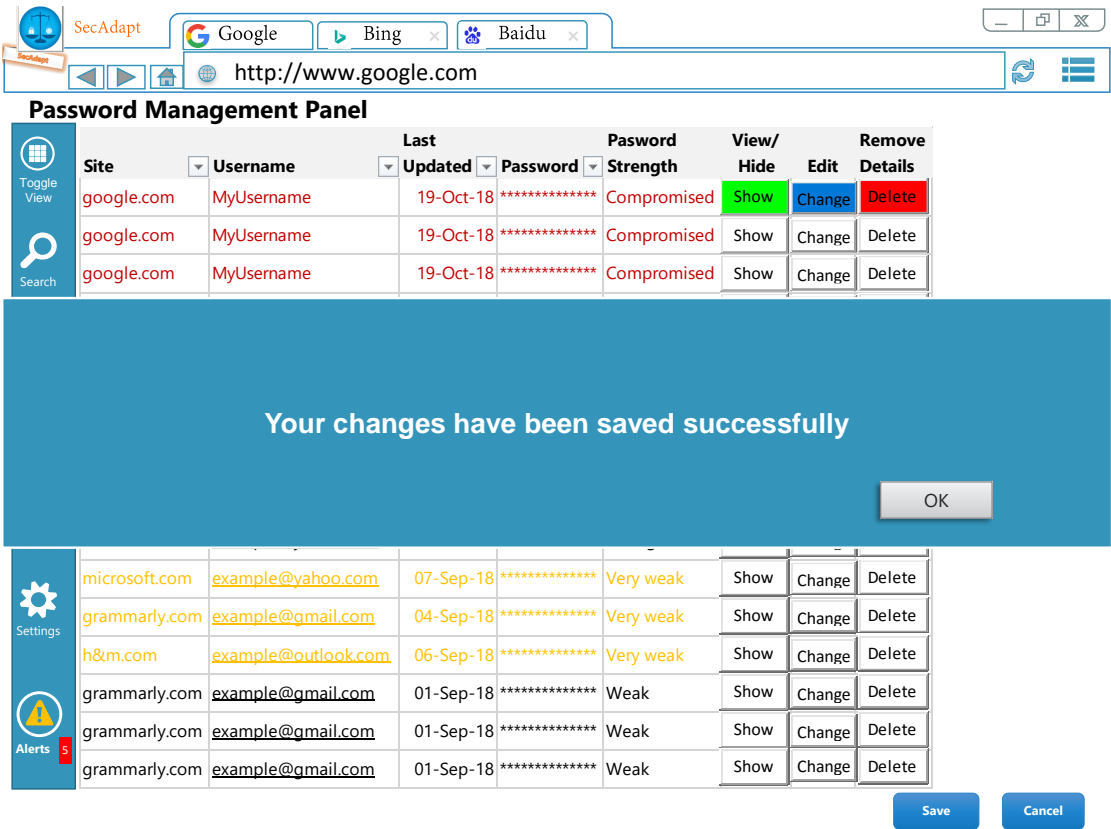 SecAdapt
Google
Bing
Baidu
SecAdapt
http://www.google.com
Password Management Panel
Site Username Last Updated Password Pasword Strength View/ Hide Edit Remove Details
Toggle View
google.com MyUsername 19-Oct-18 ************** Compromised Show Change Delete
google.com MyUsername 19-Oct-18 ************** Compromised Show Change Delete
Search
google.com MyUsername 19-Oct-18 ************** Compromised Show Change Delete
Your changes have been saved successfully
OK
microsoft.com example@yahoo.com 07-Sep-18 ************** Very weak Show Change Delete
Settings
grammarly.com example@gmail.com 04-Sep-18 ************** Very weak Show Change Delete
h&m.com example@outlook.com 06-Sep-18 ************** Very weak Show Change Delete
grammarly.com example@gmail.com 01-Sep-18 ************** Weak Show Change Delete
grammarly.com example@gmail.com 01-Sep-18 ************** Weak Show Change Delete
Alerts 5
grammarly.com example@gmail.com 01-Sep-18 ************** Weak Show Change Delete
Save Cancel